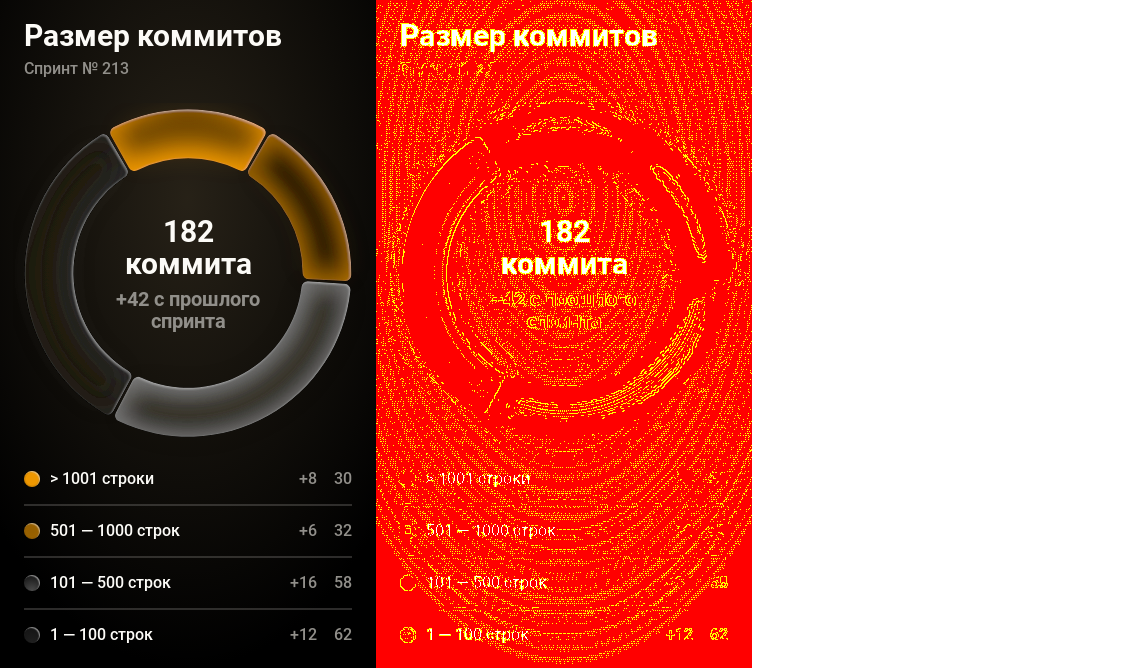 Размер коммитов
Спринт № 213
182
коммита
+42 с прошлого
спринта
> 1001 строки +8 30
501 — 1000 строк +6 32
101 — 500 строк +16 58
1 — 100 строк +12 62
Размер коммитов
182
коммита
+42 с прошлого
спринта
> 1001 строки
501 — 1000 строк
101 — 500 строк
1 — 100 строк +12 62